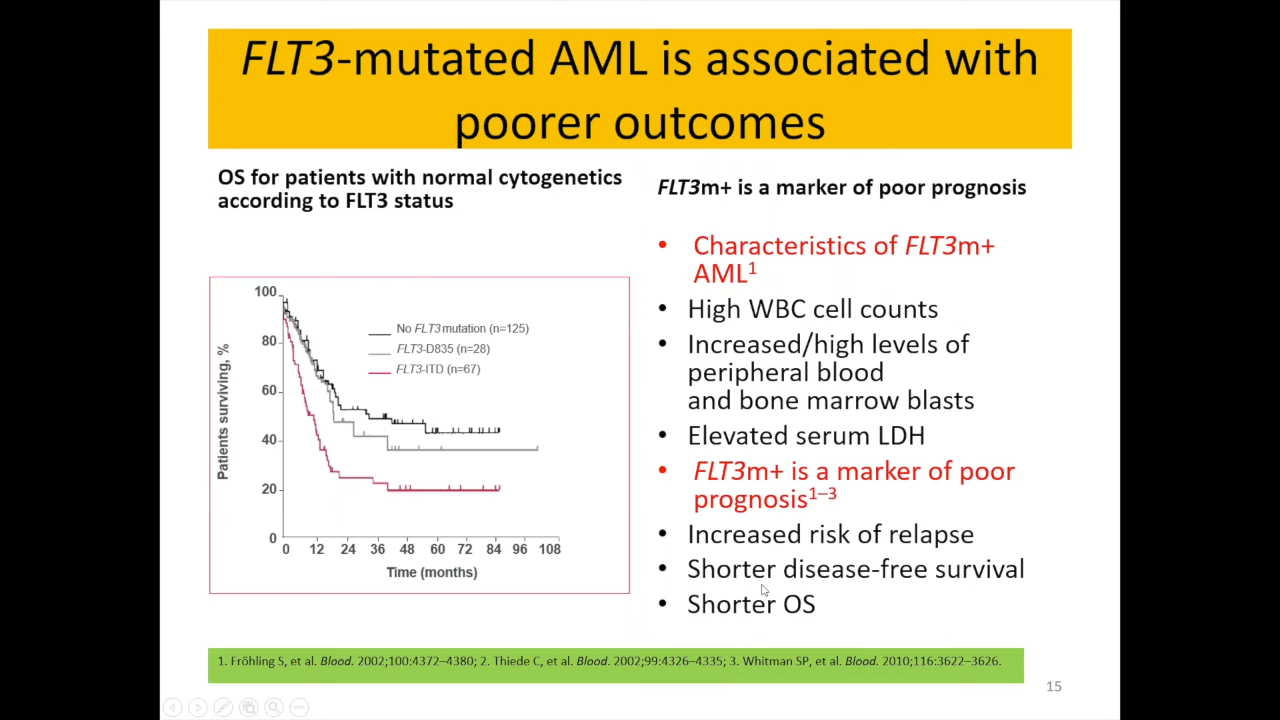 FLT3-mutated AML is associated with
poorer outcomes
OS for patients with normal cytogenetics
according to FLT3 status
100
80
60
40
20
0
Patients surviving, %
No FLT3 mutation (n=125)
FLT3-D835 (n=28)
FLT3-ITD (n=67)
0 12 24 36 48 60 72 84 96 108
Time (months)
FLT3m+ is a marker of poor prognosis
• Characteristics of FLT3m+
AML¹
• High WBC cell counts
• Increased/high levels of
peripheral blood
and bone marrow blasts
• Elevated serum LDH
• FLT3m+ is a marker of poor
prognosis¹⁻³
• Increased risk of relapse
• Shorter disease-free survival
• Shorter OS
1. Fröhling S, et al. Blood. 2002;100:4372–4380; 2. Thiede C, et al. Blood. 2002;99:4326–4335; 3. Whitman SP, et al. Blood. 2010;116:3622–3626.
15